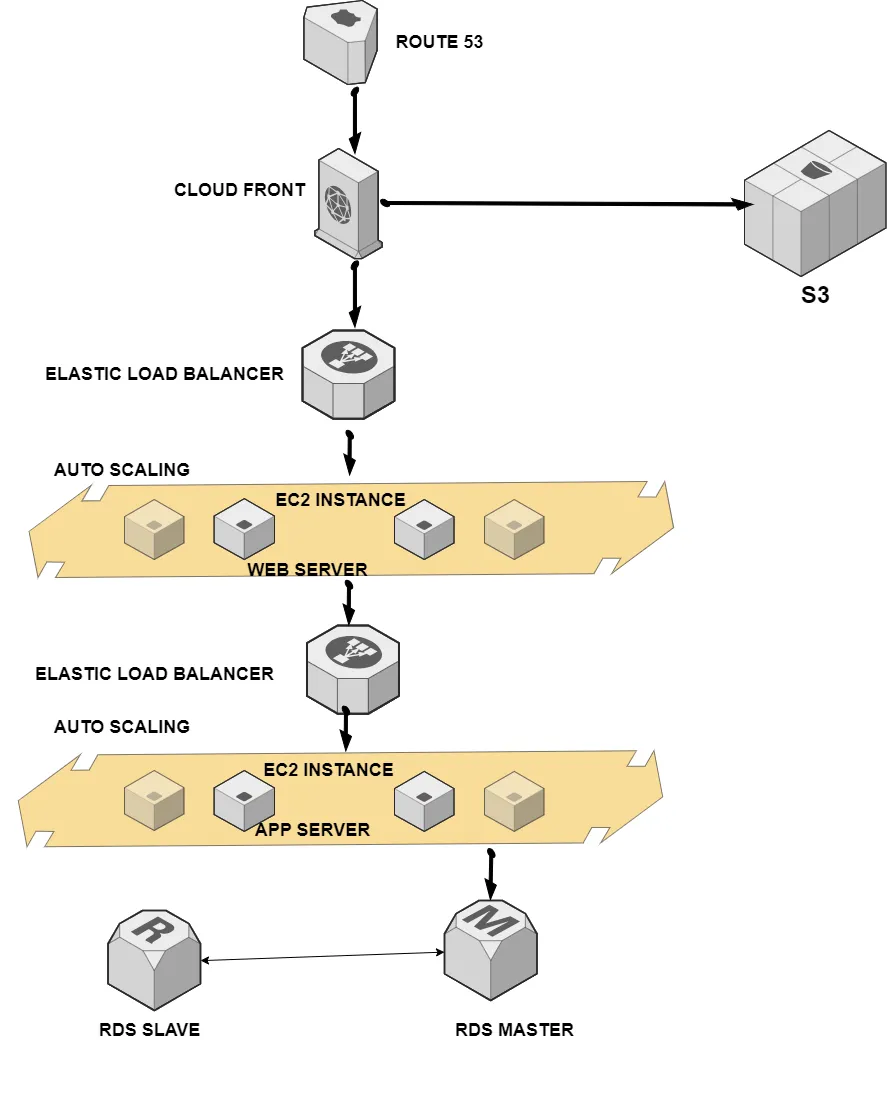 ROUTE 53
CLOUD FRONT
S3
ELASTIC LOAD BALANCER
AUTO SCALING
EC2 INSTANCE
WEB SERVER
ELASTIC LOAD BALANCER
AUTO SCALING
EC2 INSTANCE
APP SERVER
R
M
RDS SLAVE
RDS MASTER